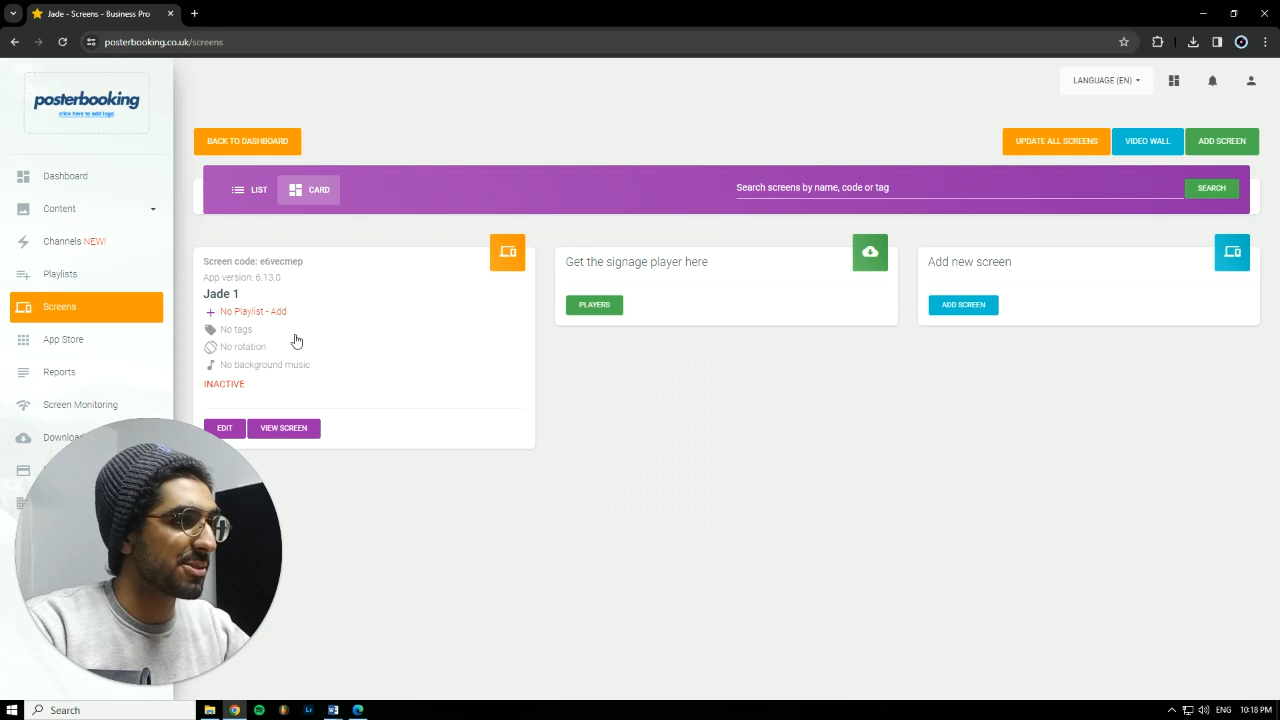 Jade - Screens - Business Pro
posterbooking.co.uk/screens
posterbooking
click here to add logo
LANGUAGE (EN)
BACK TO DASHBOARD
UPDATE ALL SCREENS
VIDEO WALL
ADD SCREEN
Dashboard
Content
Channels NEW!
Playlists
Screens
App Store
Reports
Screen Monitoring
LIST
CARD
Search screens by name, code or tag
SEARCH
Screen code: e6vecmep
App version: 6.13.0
Jade 1
No Playlist - Add
No tags
No rotation
No background music
INACTIVE
EDIT
VIEW SCREEN
Get the signage player here
PLAYERS
Add new screen
ADD SCREEN
Search
10:18 PM